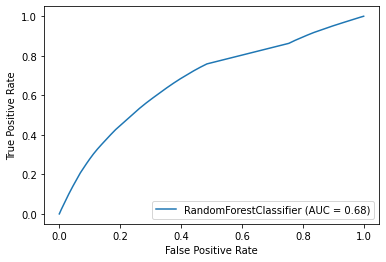 1.0
0.8
0.6
0.4
0.2
0.0
True Positive Rate
RandomForestClassifier (AUC = 0.68)
0.0 0.2 0.4 0.6 0.8 1.0
False Positive Rate